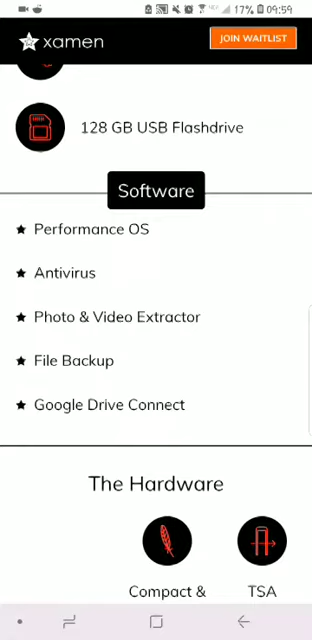 17% 09:59
xamen
JOIN WAITLIST
128 GB USB Flashdrive
Software
Performance OS
Antivirus
Photo & Video Extractor
File Backup
Google Drive Connect
The Hardware
Compact & TSA